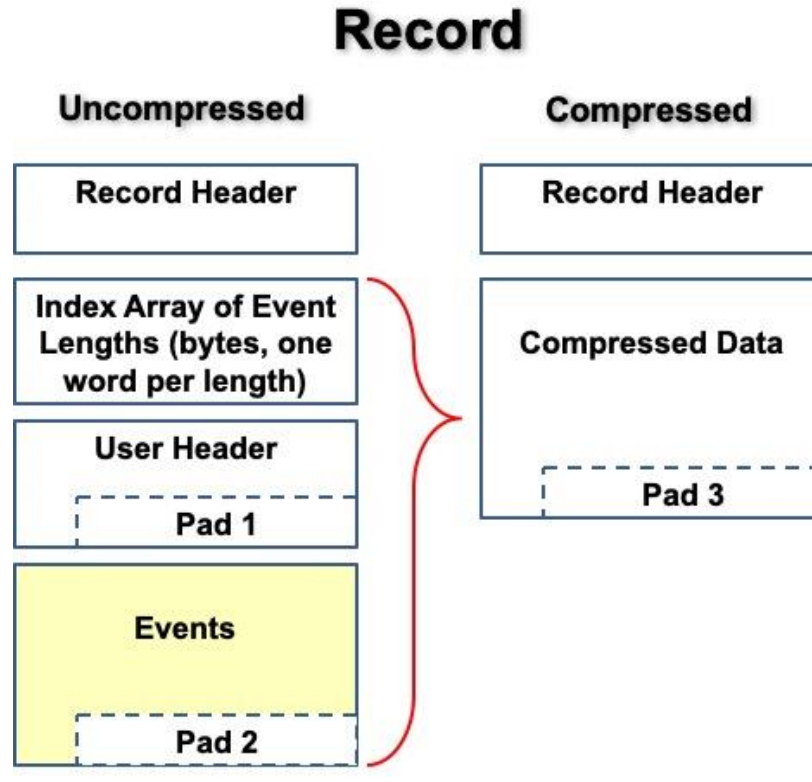 Record
Uncompressed
Record Header
Index Array of Event
Lengths (bytes, one
word per length)
User Header
Pad 1
Events
Pad 2
Compressed
Record Header
Compressed Data
Pad 3